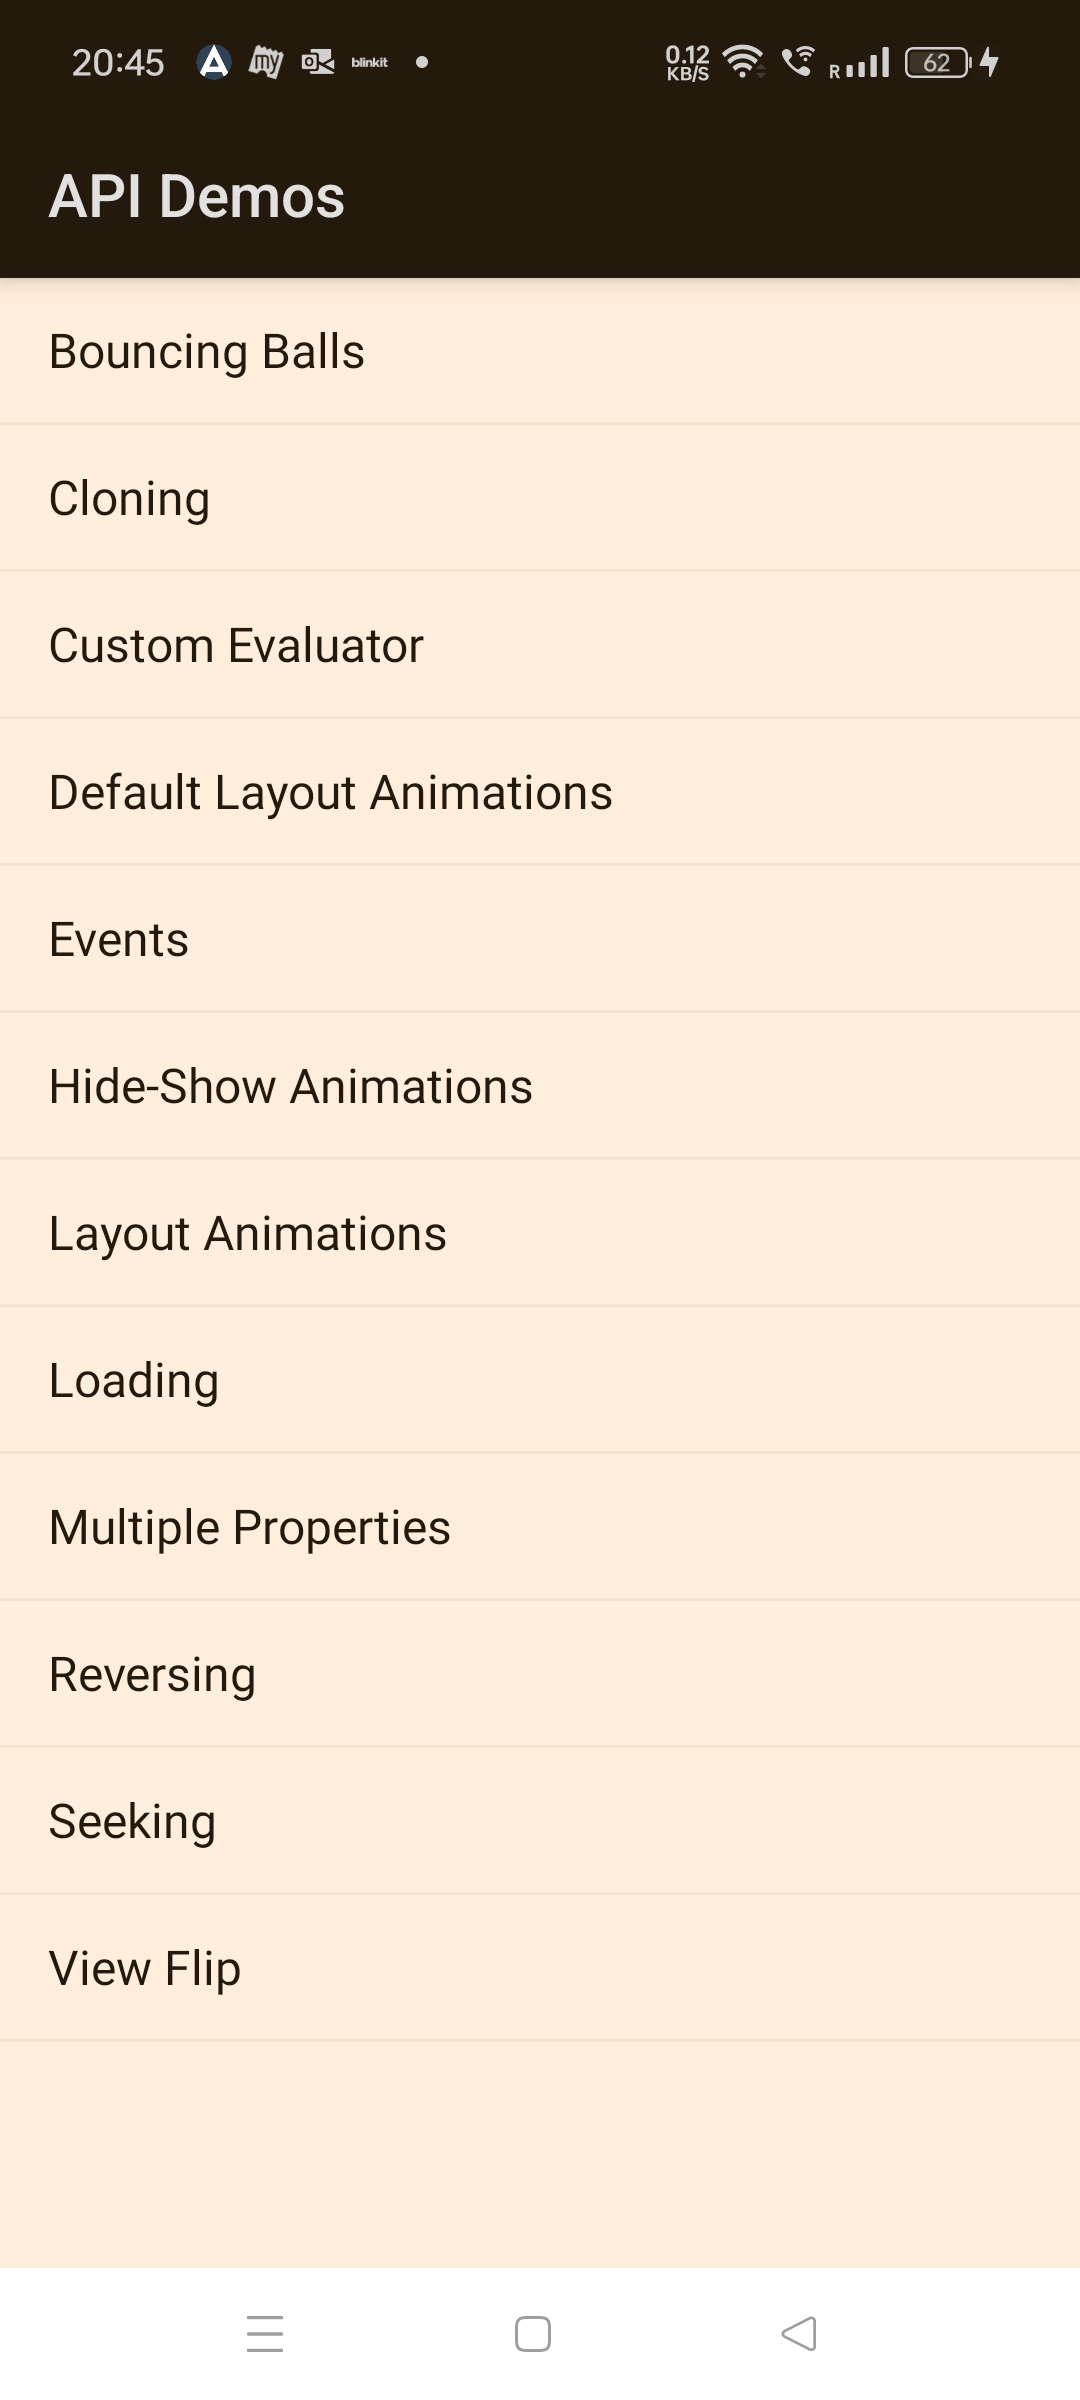 20:45 my blinkit 0.12 KB/S R 62
API Demos
Bouncing Balls
Cloning
Custom Evaluator
Default Layout Animations
Events
Hide-Show Animations
Layout Animations
Loading
Multiple Properties
Reversing
Seeking
View Flip